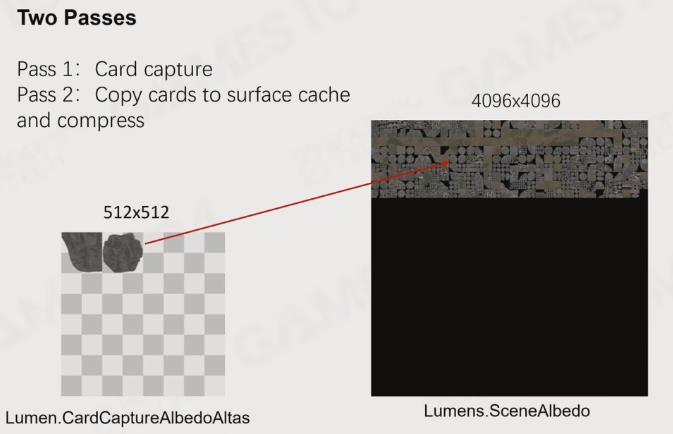 Two Passes
Pass 1： Card capture
Pass 2： Copy cards to surface cache
and compress
4096x4096
512x512
Lumen.CardCaptureAlbedoAltas
Lumens.SceneAlbedo